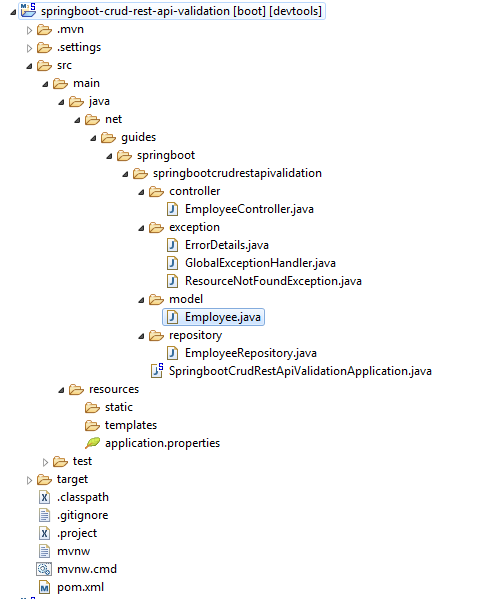 springboot-crud-rest-api-validation [boot] [devtools]
.mvn
.settings
src
main
java
net
guides
springboot
springbootcrudrestapivalidation
controller
EmployeeController.java
exception
ErrorDetails.java
GlobalExceptionHandler.java
ResourceNotFoundException.java
model
Employee.java
repository
EmployeeRepository.java
SpringbootCrudRestApiValidationApplication.java
resources
static
templates
application.properties
test
target
.classpath
.gitignore
.project
mvnw
mvnw.cmd
pom.xml